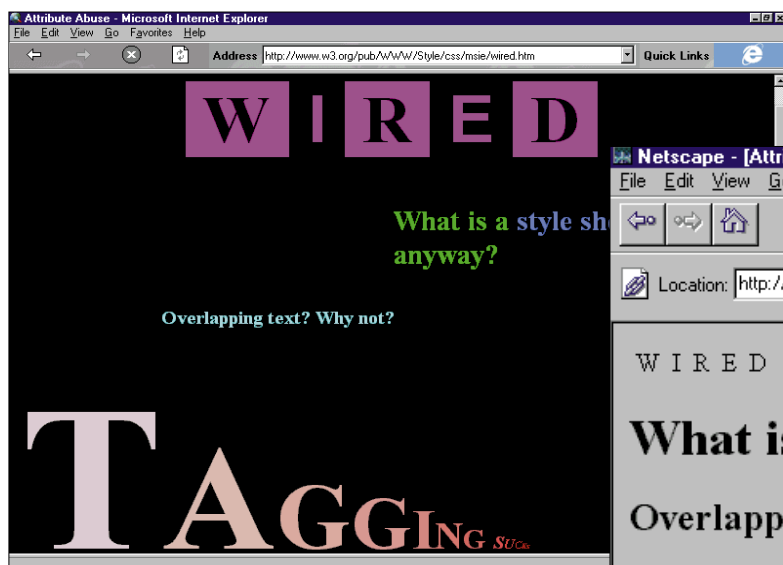 Attribute Abuse - Microsoft Internet Explorer
File Edit View Go Favorites Help
Address http://www.w3.org/pub/WWW/Style/css/msie/wired.htm Quick Links
W I R E D
What is a style sh
anyway?
Overlapping text? Why not?
TAGGING SUCKS
Netscape - [Attr
File Edit View G
Location: http:/
W I R E D
What is
Overlapp